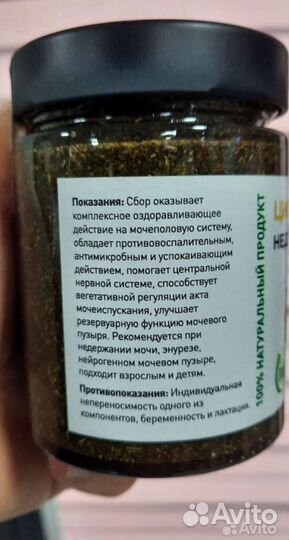 Показания: Сбор оказывает
комплексное оздоравливающее
действие на мочеполовую систему,
обладает противовоспалительным,
антимикробным и успокаивающим
действием, помогает центральной
нервной системе, способствует
вегетативной регуляции акта
мочеиспускания, улучшает
резервуарную функцию мочевого
пузыря. Рекомендуется при
недержании мочи, энурезе,
нейрогенном мочевом пузыре,
подходит взрослым и детям.
Противопоказания: Индивидуальная
непереносимость одного из
компонентов, беременность и лактация.
100% НАТУРАЛЬНЫЙ ПРОДУКТ
Avito
Avito
Avito